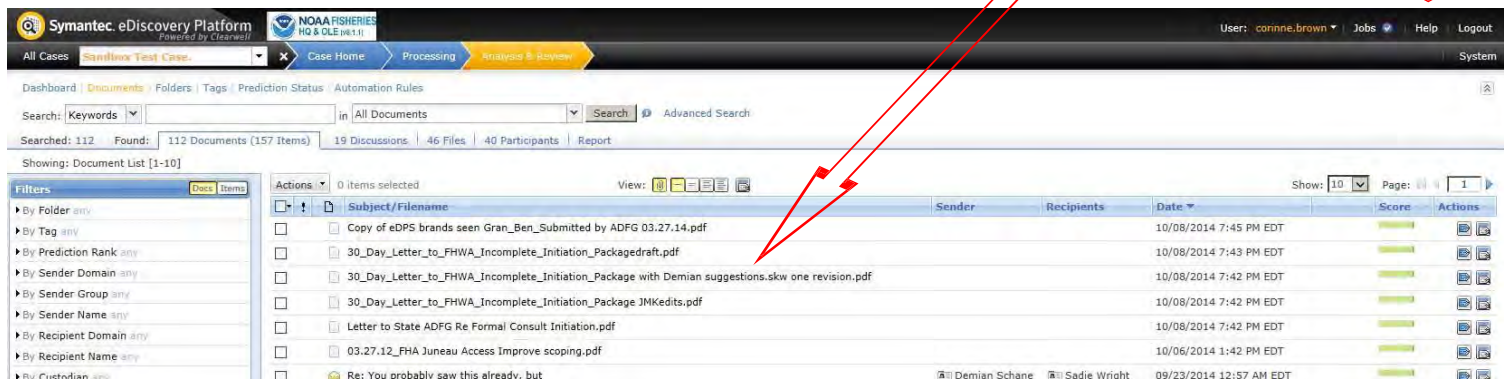 Symantec. eDiscovery Platform
Powered by Clearwell
NOAA FISHERIES
HQ & OLE (v8.1.1)
User: corinne.brown Jobs Help Logout
All Cases Sandbox Test Case. X Case Home Processing Analysis & Review System
Dashboard | Documents | Folders | Tags | Prediction Status | Automation Rules
Search: Keywords in All Documents Search Advanced Search
Searched: 112 Found: 112 Documents (157 Items) 19 Discussions | 46 Files | 40 Participants | Report
Showing: Document List [1-10]
Filters Docs Items Actions 0 items selected View: Show: 10 Page: 1
! Subject/Filename Sender Recipients Date Score Actions
By Folder any
Copy of eDPS brands seen Gran_Ben_Submitted by ADFG 03.27.14.pdf 10/08/2014 7:45 PM EDT
By Tag any
30_Day_Letter_to_FHWA_Incomplete_Initiation_Packagedraft.pdf 10/08/2014 7:43 PM EDT
By Prediction Rank any
By Sender Domain any
30_Day_Letter_to_FHWA_Incomplete_Initiation_Package with Demian suggestions.skw one revision.pdf 10/08/2014 7:42 PM EDT
By Sender Group any
30_Day_Letter_to_FHWA_Incomplete_Initiation_Package JMKedits.pdf 10/08/2014 7:42 PM EDT
By Sender Name any
Letter to State ADFG Re Formal Consult Initiation.pdf 10/08/2014 7:42 PM EDT
By Recipient Domain any
By Recipient Name any
03.27.12_FHA Juneau Access Improve scoping.pdf 10/06/2014 1:42 PM EDT
By Custodian any
Re: You probably saw this already, but Demian Schane Sadie Wright 09/23/2014 12:57 AM EDT